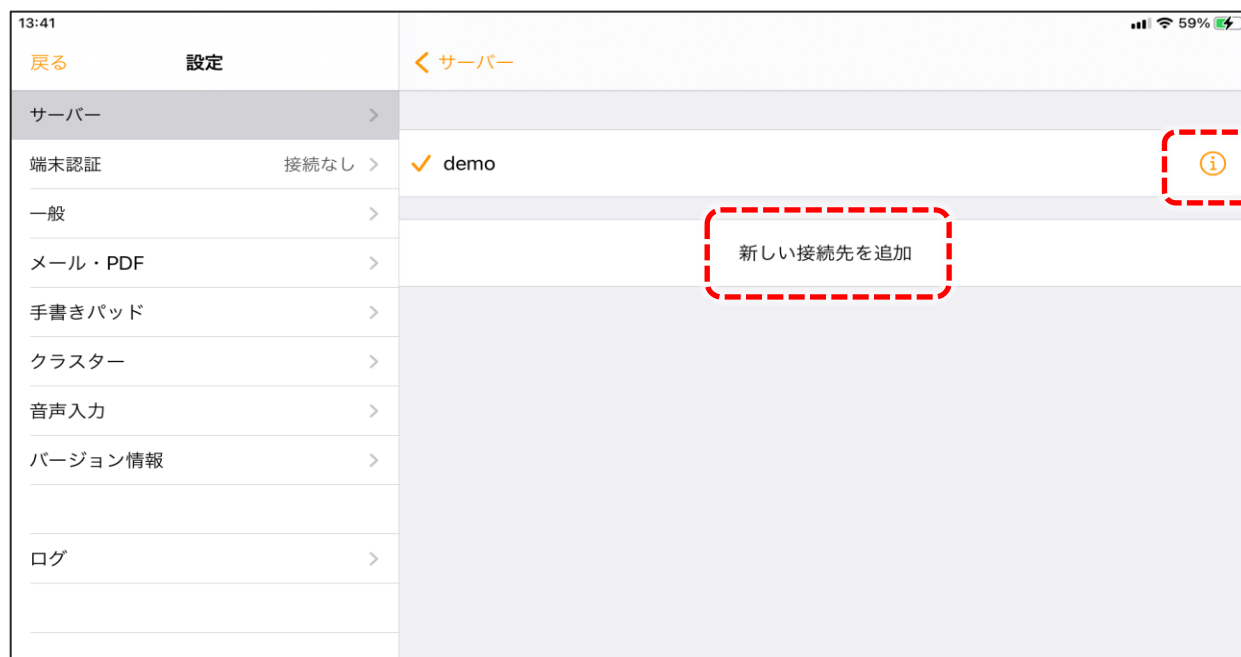 13:41
59%
戻る
設定
サーバー
サーバー
端末認証
接続なし
demo
一般
新しい接続先を追加
メール・PDF
手書きパッド
クラスター
音声入力
バージョン情報
ログ